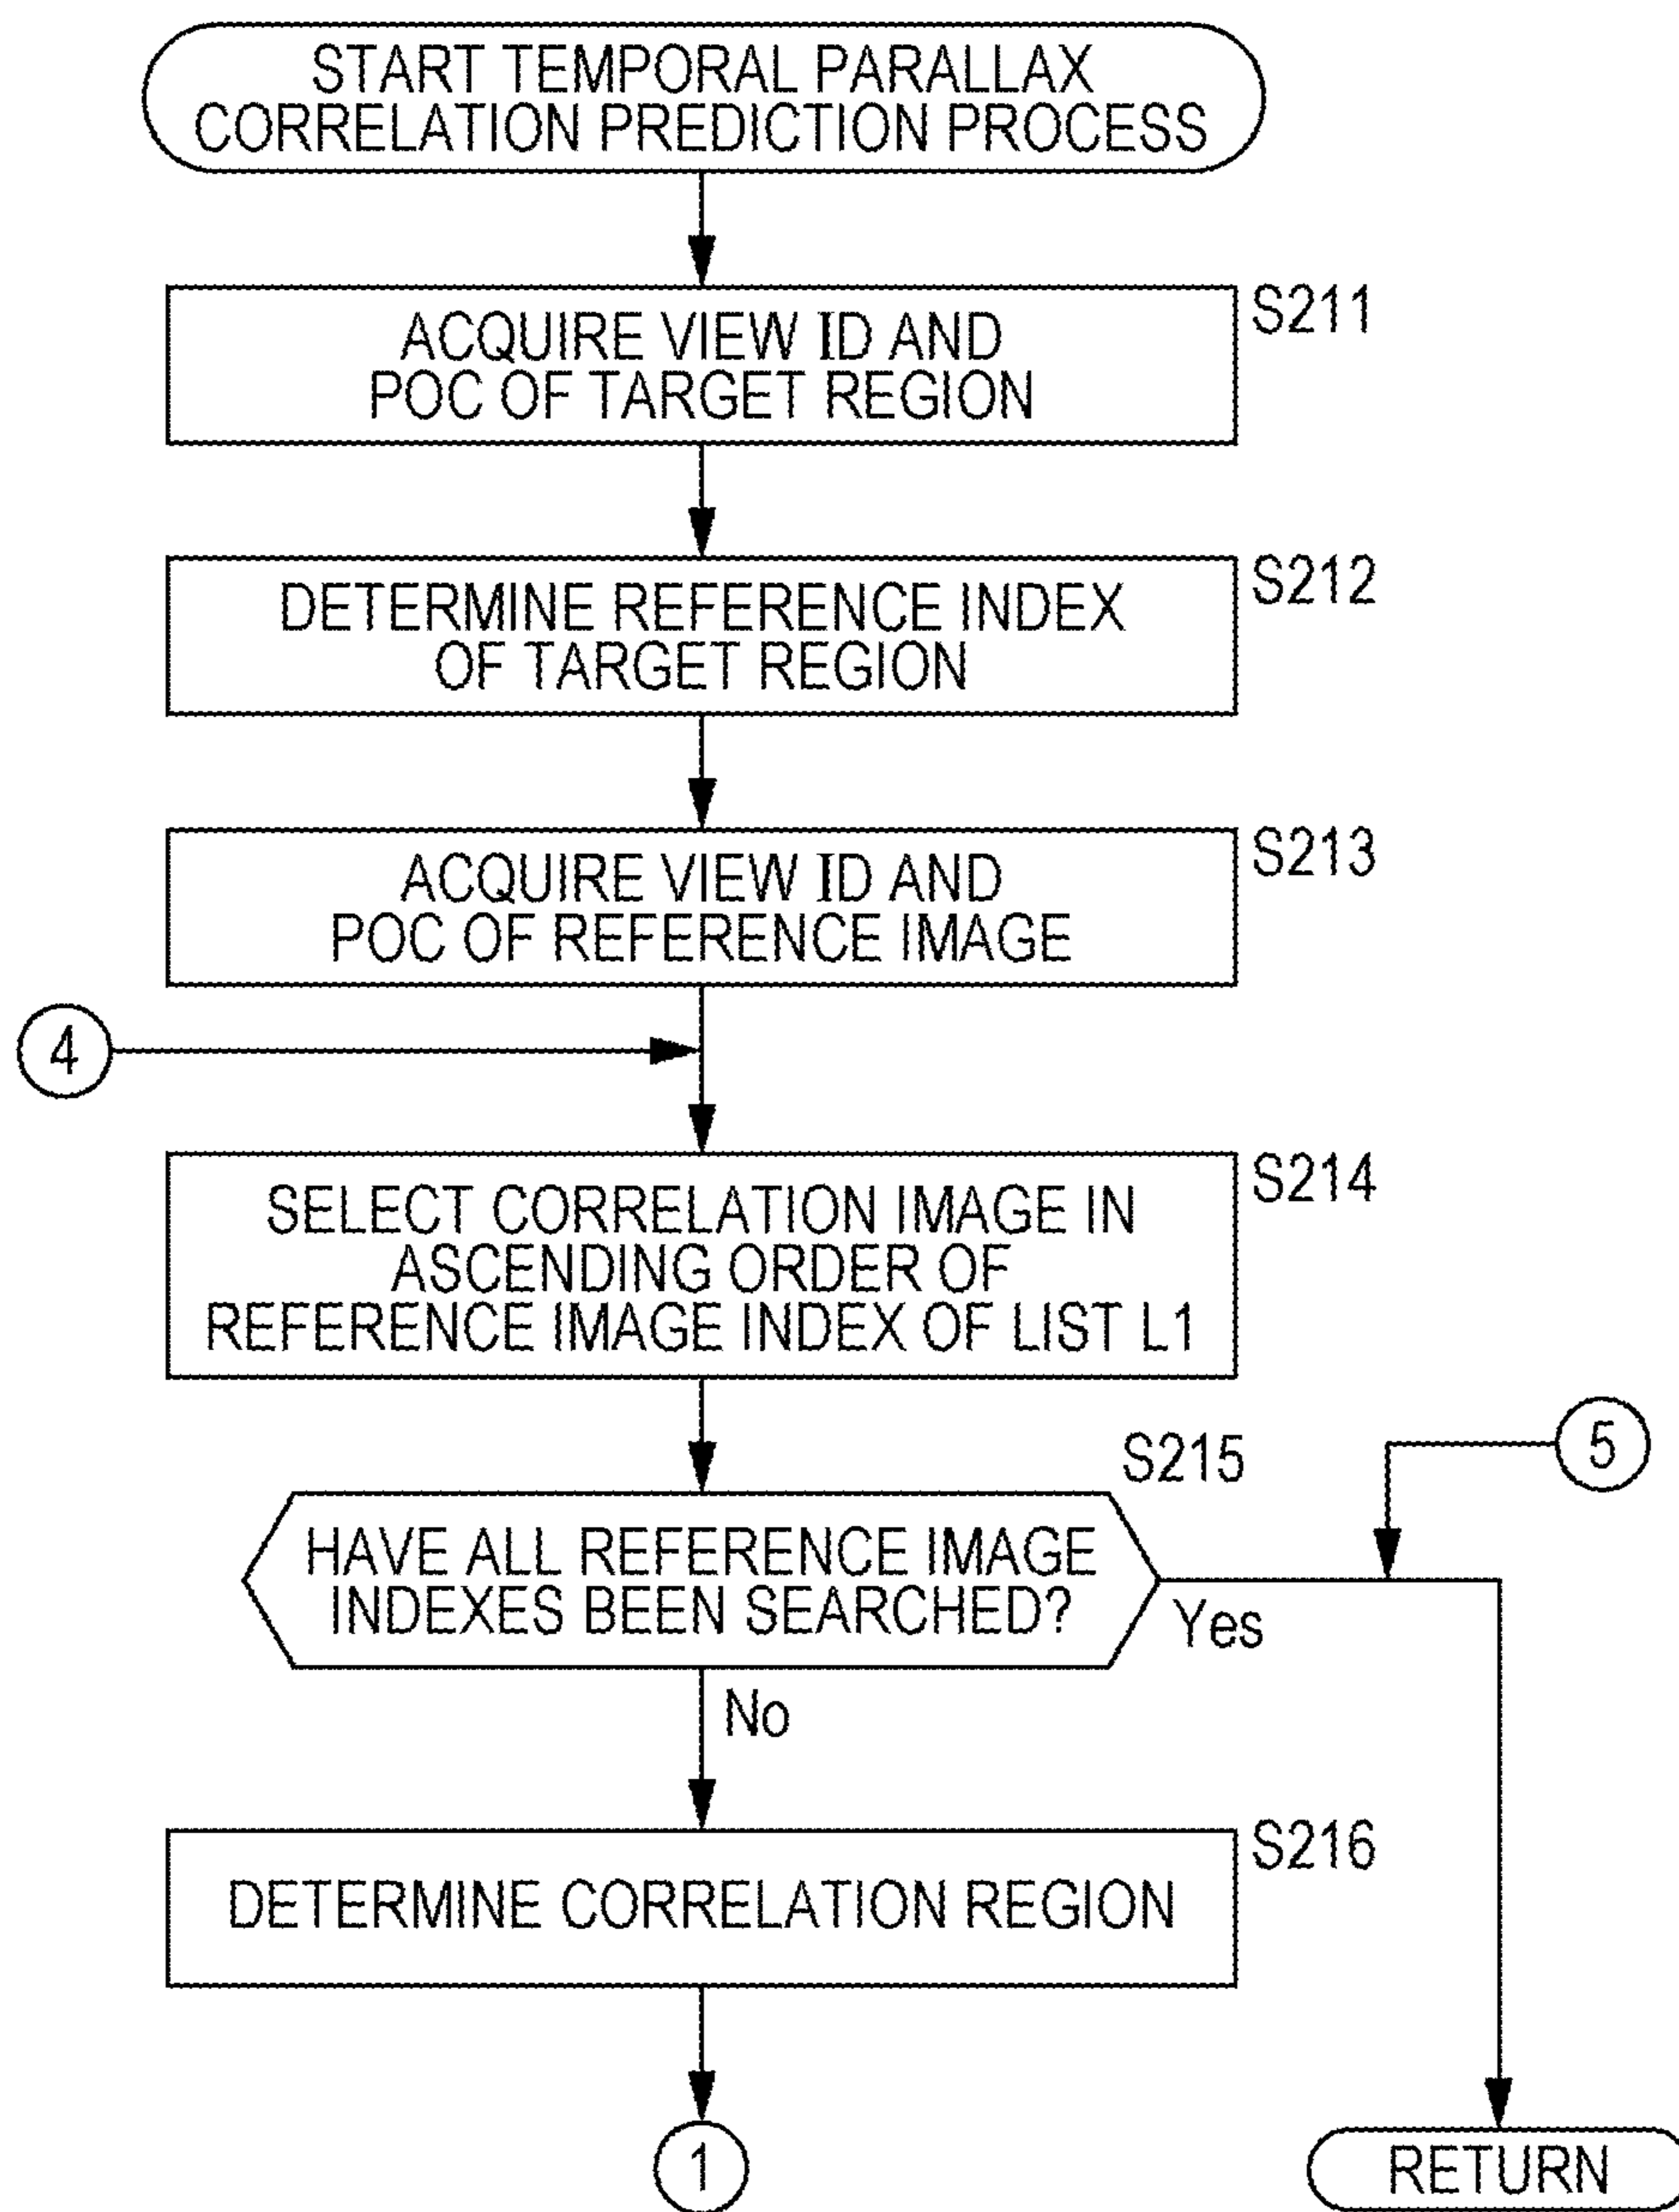 START TEMPORAL PARALLAX
CORRELATION PREDICTION PROCESS
S211
ACQUIRE VIEW ID AND
POC OF TARGET REGION
S212
DETERMINE REFERENCE INDEX
OF TARGET REGION
S213
ACQUIRE VIEW ID AND
POC OF REFERENCE IMAGE
4
S214
SELECT CORRELATION IMAGE IN
ASCENDING ORDER OF
REFERENCE IMAGE INDEX OF LIST L1
S215
5
HAVE ALL REFERENCE IMAGE
INDEXES BEEN SEARCHED?
Yes
No
S216
DETERMINE CORRELATION REGION
1
RETURN